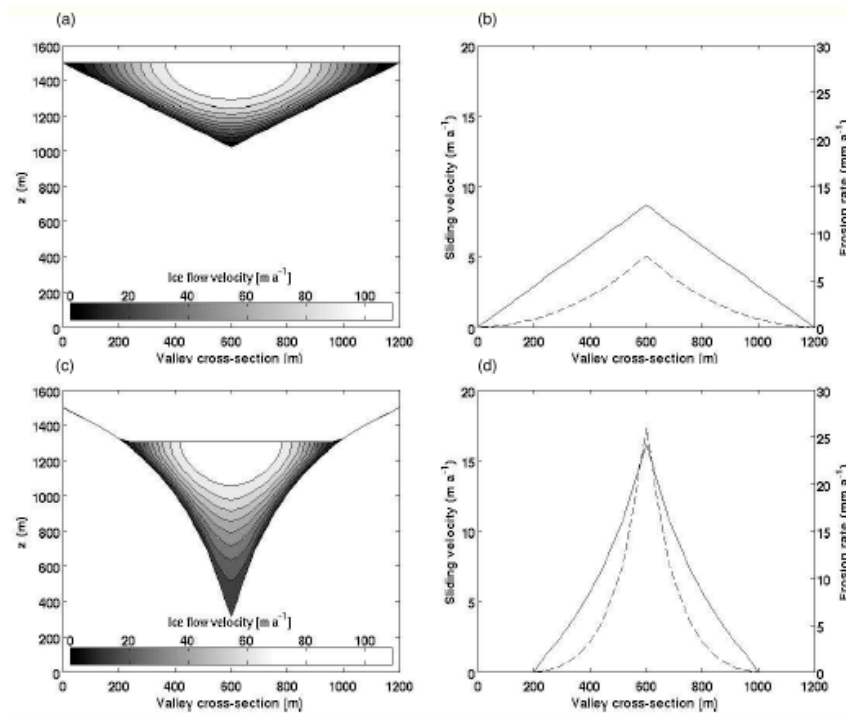 (a)
1600
1400
1200
1000
800
600
400
200
0
z (m)
Ice flow velocity [m a⁻¹]
0 20 40 60 80 100
0 200 400 600 800 1000 1200
Valley cross-section (m)
(b)
20
15
10
5
0
Sliding velocity (m a⁻¹)
30
25
20
15
10
5
0
Erosion rate (mm a⁻¹)
0 200 400 600 800 1000 1200
Valley cross-section (m)
(c)
1600
1400
1200
1000
800
600
400
200
0
z (m)
Ice flow velocity [m a⁻¹]
0 20 40 60 80 100
0 200 400 600 800 1000 1200
Valley cross-section [m]
(d)
20
15
10
5
0
Sliding velocity (m a⁻¹)
30
25
20
15
10
5
0
Erosion rate (mm a⁻¹)
0 200 400 600 800 1000 1200
Valley cross-section [m]